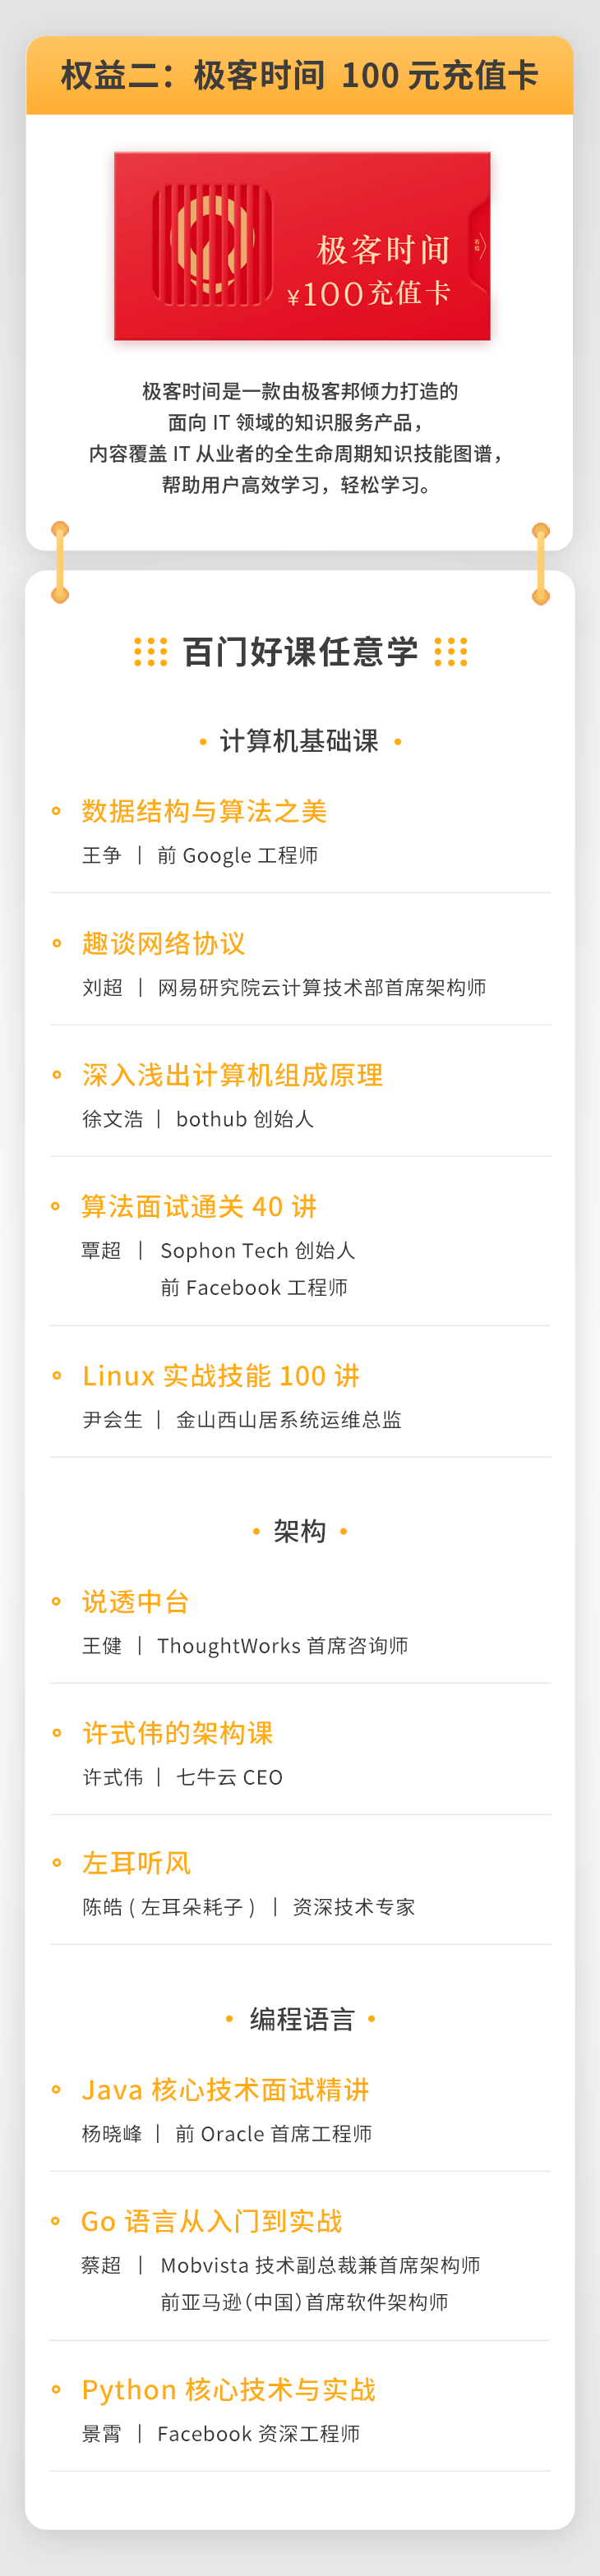 权益二：极客时间 100 元充值卡
极客时间
¥100充值卡
极客时间是一款由极客邦倾力打造的
面向 IT 领域的知识服务产品，
内容覆盖 IT 从业者的全生命周期知识技能图谱，
帮助用户高效学习，轻松学习。
百门好课任意学
计算机基础课
数据结构与算法之美
王争 | 前 Google 工程师
趣谈网络协议
刘超 | 网易研究院云计算技术部首席架构师
深入浅出计算机组成原理
徐文浩 | bothub 创始人
算法面试通关 40 讲
覃超 | Sophon Tech 创始人
前 Facebook 工程师
Linux 实战技能 100 讲
尹会生 | 金山西山居系统运维总监
架构
说透中台
王健 | ThoughtWorks 首席咨询师
许式伟的架构课
许式伟 | 七牛云 CEO
左耳听风
陈皓 ( 左耳朵耗子 ) | 资深技术专家
编程语言
Java 核心技术面试精讲
杨晓峰 | 前 Oracle 首席工程师
Go 语言从入门到实战
蔡超 | Mobvista 技术副总裁兼首席架构师
前亚马逊（中国）首席软件架构师
Python 核心技术与实战
景霄 | Facebook 资深工程师